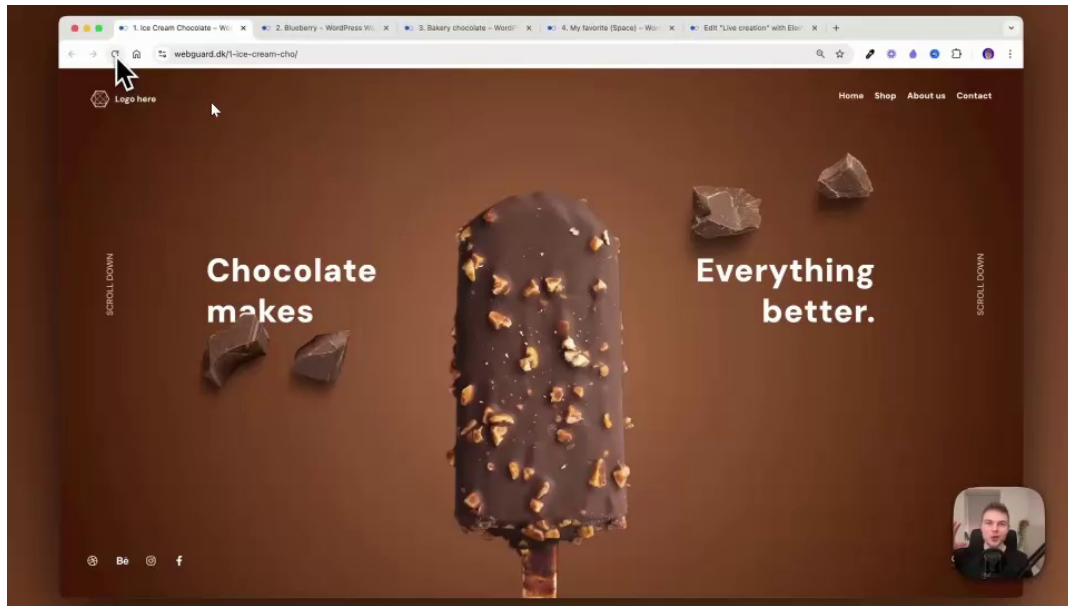 1. Ice Cream Chocolate – Wo
2. Blueberry – WordPress Wo
3. Bakery chocolate – WordP
4. My favorite (Space) – Wor
Edit "Live creation" with Ele
webguard.dk/1-ice-cream-cho/
Logo here
Home Shop About us Contact
SCROLL DOWN
Chocolate
makes
Everything
better.
SCROLL DOWN
Bē